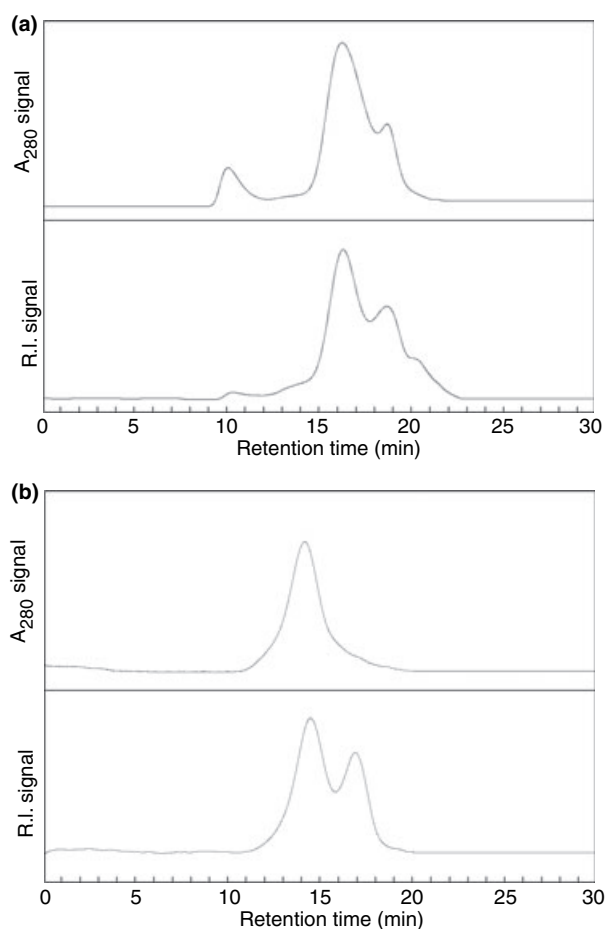 (a)
A280 signal
R.I. signal
0 5 10 15 20 25 30
Retention time (min)
(b)
A280 signal
R.I. signal
0 5 10 15 20 25 30
Retention time (min)